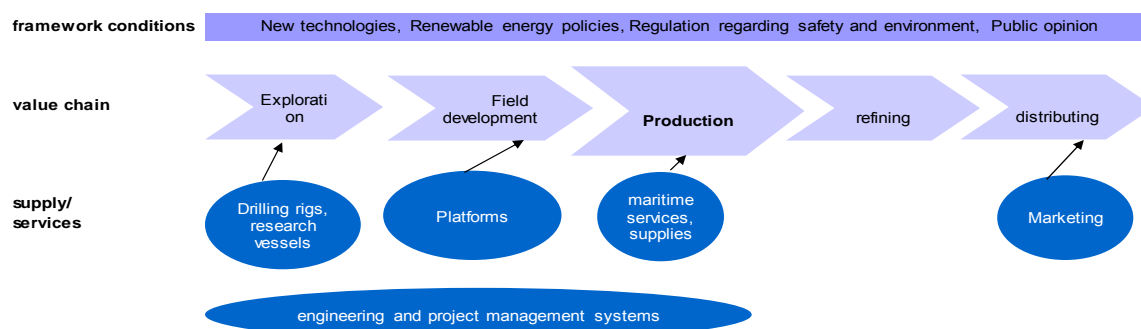 framework conditions
New technologies, Renewable energy policies, Regulation regarding safety and environment, Public opinion
value chain
Explorati
on
Field
development
Production
refining
distributing
supply/
services
Drilling rigs,
research
vessels
Platforms
maritime
services,
supplies
Marketing
engineering and project management systems